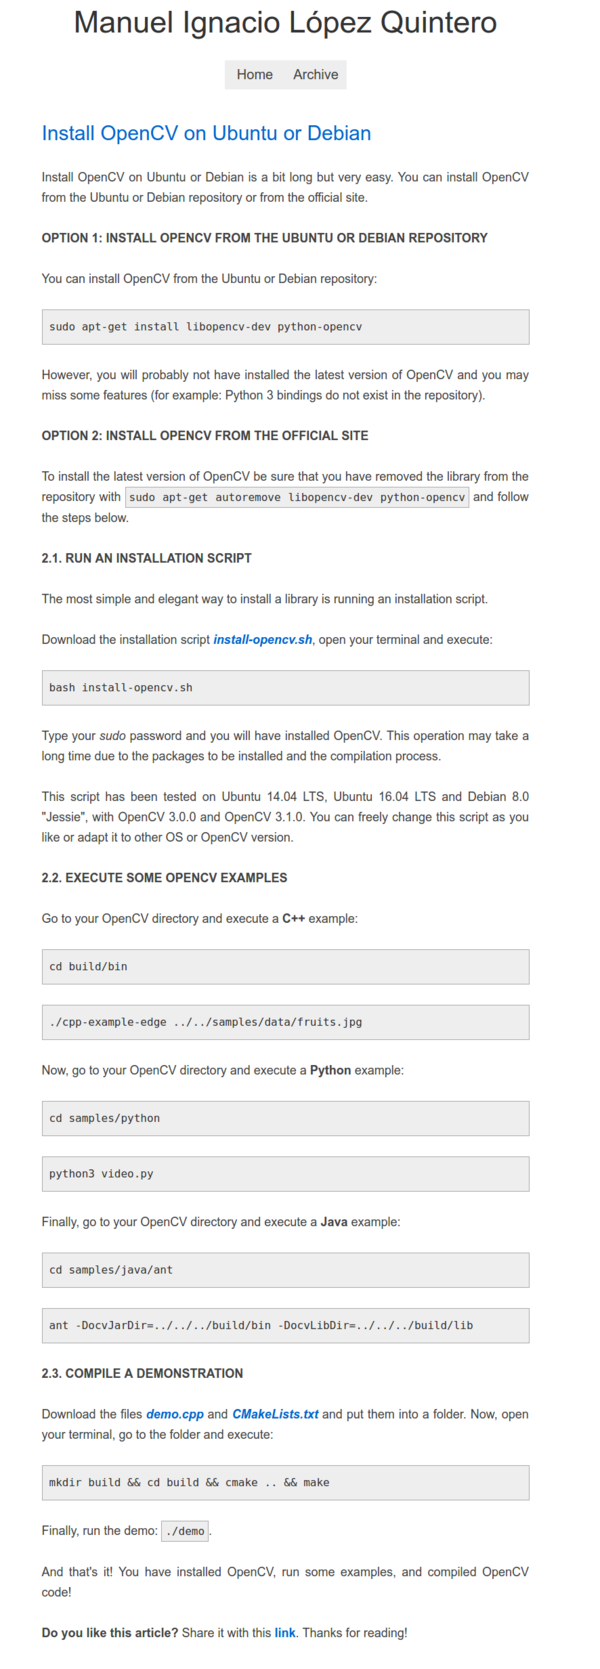 Manuel Ignacio López Quintero
Home Archive
Install OpenCV on Ubuntu or Debian
Install OpenCV on Ubuntu or Debian is a bit long but very easy. You can install OpenCV
from the Ubuntu or Debian repository or from the official site.
OPTION 1: INSTALL OPENCV FROM THE UBUNTU OR DEBIAN REPOSITORY
You can install OpenCV from the Ubuntu or Debian repository:
sudo apt-get install libopencv-dev python-opencv
However, you will probably not have installed the latest version of OpenCV and you may
miss some features (for example: Python 3 bindings do not exist in the repository).
OPTION 2: INSTALL OPENCV FROM THE OFFICIAL SITE
To install the latest version of OpenCV be sure that you have removed the library from the
repository with sudo apt-get autoremove libopencv-dev python-opencv and follow
the steps below.
2.1. RUN AN INSTALLATION SCRIPT
The most simple and elegant way to install a library is running an installation script.
Download the installation script install-opencv.sh, open your terminal and execute:
bash install-opencv.sh
Type your sudo password and you will have installed OpenCV. This operation may take a
long time due to the packages to be installed and the compilation process.
This script has been tested on Ubuntu 14.04 LTS, Ubuntu 16.04 LTS and Debian 8.0
"Jessie", with OpenCV 3.0.0 and OpenCV 3.1.0. You can freely change this script as you
like or adapt it to other OS or OpenCV version.
2.2. EXECUTE SOME OPENCV EXAMPLES
Go to your OpenCV directory and execute a C++ example:
cd build/bin
./cpp-example-edge ../../samples/data/fruits.jpg
Now, go to your OpenCV directory and execute a Python example:
cd samples/python
python3 video.py
Finally, go to your OpenCV directory and execute a Java example:
cd samples/java/ant
ant -DocvJarDir=../../../build/bin -DocvLibDir=../../../build/lib
2.3. COMPILE A DEMONSTRATION
Download the files demo.cpp and CMakeLists.txt and put them into a folder. Now, open
your terminal, go to the folder and execute:
mkdir build && cd build && cmake .. && make
Finally, run the demo: ./demo.
And that's it! You have installed OpenCV, run some examples, and compiled OpenCV
code!
Do you like this article? Share it with this link. Thanks for reading!